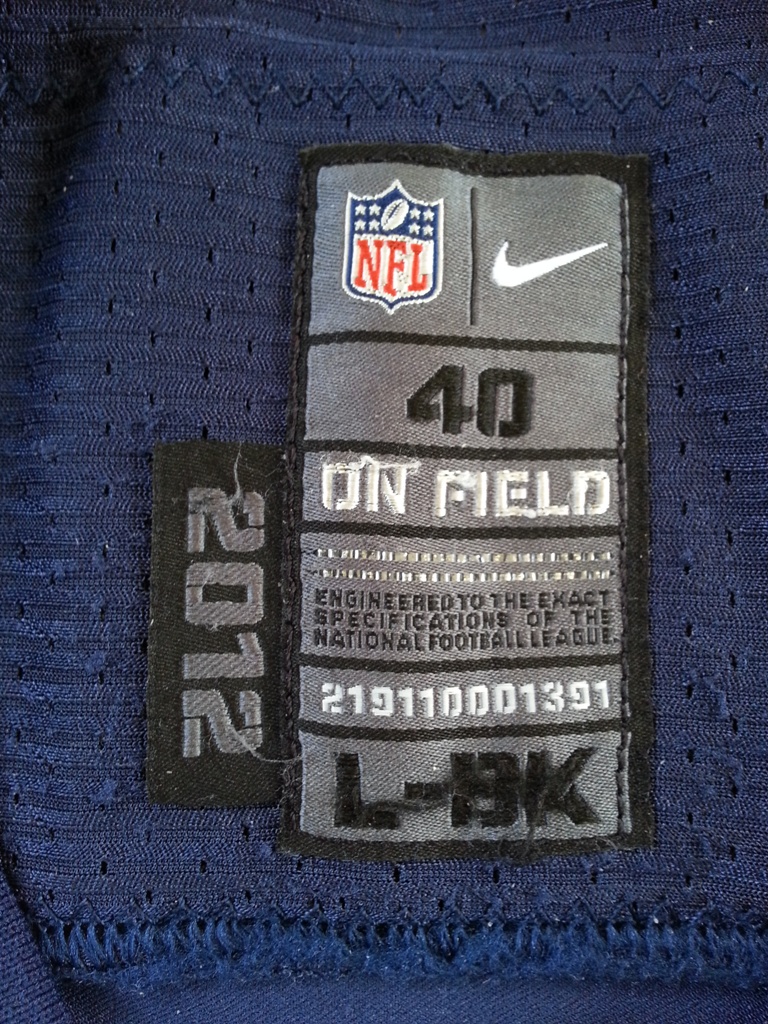 NFL
40
ON FIELD
ENGINEERED TO THE EXACT
SPECIFICATIONS OF THE
NATIONAL FOOTBALL LEAGUE
219110001391
L-BK
2012